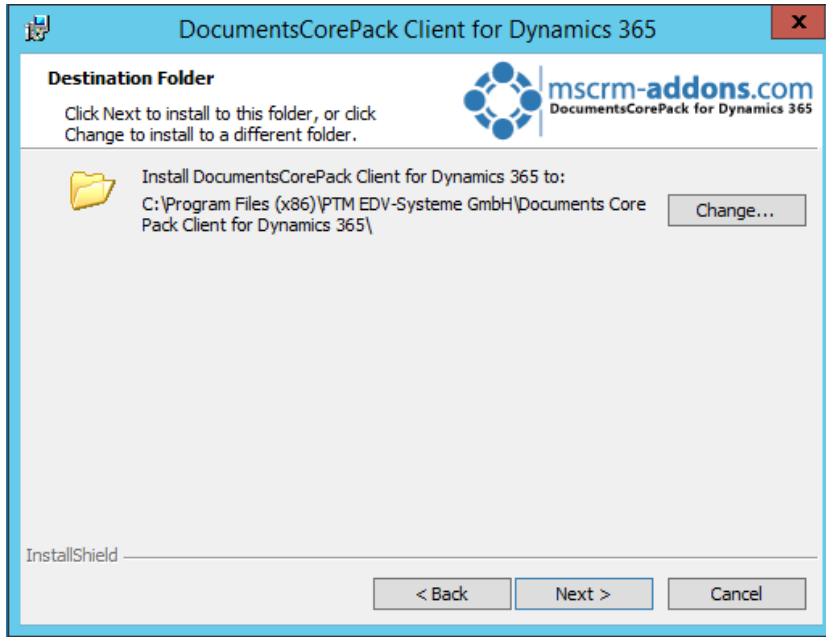 DocumentsCorePack Client for Dynamics 365
x
Destination Folder
Click Next to install to this folder, or click
Change to install to a different folder.
mscrm-addons.com
DocumentsCorePack for Dynamics 365
Install DocumentsCorePack Client for Dynamics 365 to:
C:\Program Files (x86)\PTM EDV-Systeme GmbH\Documents Core
Pack Client for Dynamics 365\
Change...
InstallShield
< Back
Next >
Cancel